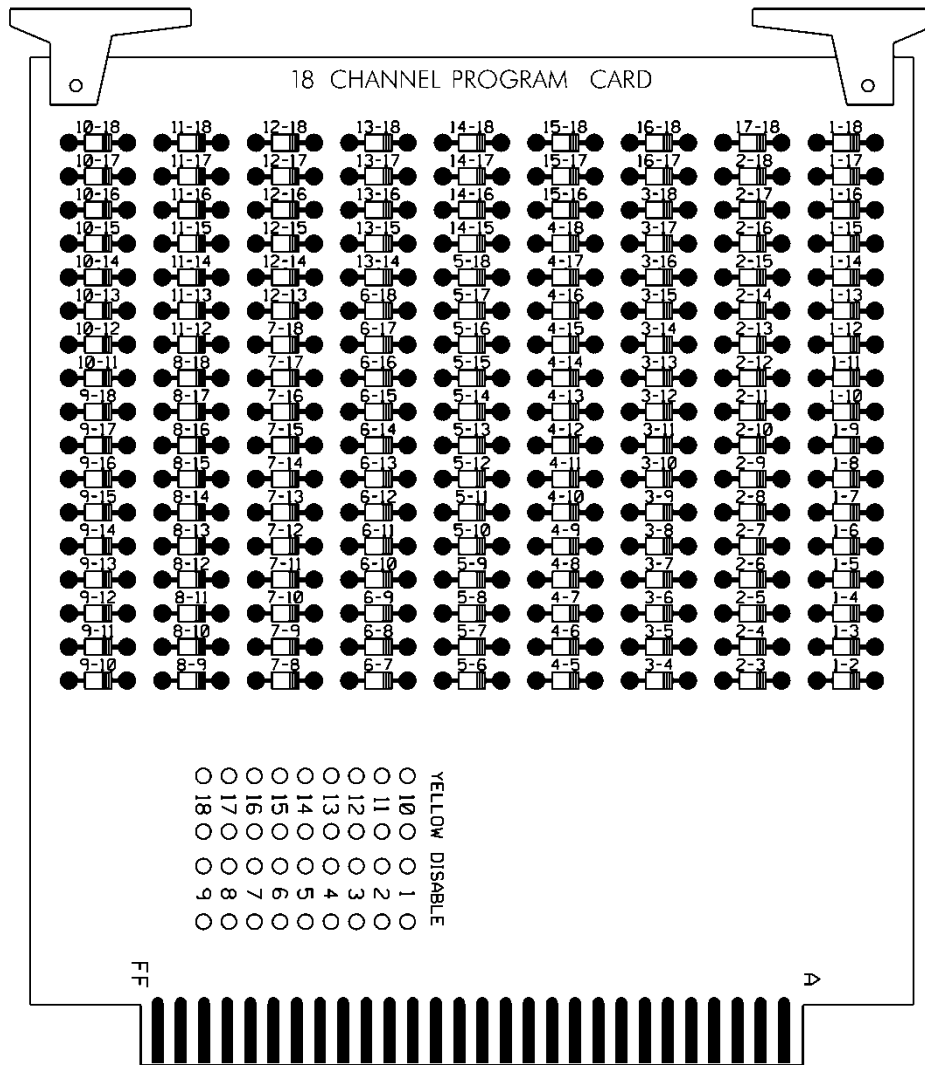 18 CHANNEL PROGRAM CARD
10-18 11-18 12-18 13-18 14-18 15-18 16-18 17-18 1-18
10-17 11-17 12-17 13-17 14-17 15-17 16-17 2-18 1-17
10-16 11-16 12-16 13-16 14-16 15-16 3-18 2-17 1-16
10-15 11-15 12-15 13-15 14-15 4-18 3-17 2-16 1-15
10-14 11-14 12-14 13-14 5-18 4-17 3-16 2-15 1-14
10-13 11-13 12-13 6-18 5-17 4-16 3-15 2-14 1-13
10-12 11-12 7-18 6-17 5-16 4-15 3-14 2-13 1-12
10-11 8-18 7-17 6-16 5-15 4-14 3-13 2-12 1-11
9-18 8-17 7-16 6-15 5-14 4-13 3-12 2-11 1-10
9-17 8-16 7-15 6-14 5-13 4-12 3-11 2-10 1-9
9-16 8-15 7-14 6-13 5-12 4-11 3-10 2-9 1-8
9-15 8-14 7-13 6-12 5-11 4-10 3-9 2-8 1-7
9-14 8-13 7-12 6-11 5-10 4-9 3-8 2-7 1-6
9-13 8-12 7-11 6-10 5-9 4-8 3-7 2-6 1-5
9-12 8-11 7-10 6-9 5-8 4-7 3-6 2-5 1-4
9-11 8-10 7-9 6-8 5-7 4-6 3-5 2-4 1-3
9-10 8-9 7-8 6-7 5-6 4-5 3-4 2-3 1-2
YELLOW DISABLE
10 1
11 2
12 3
13 4
14 5
15 6
16 7
17 8
18 9
FF A